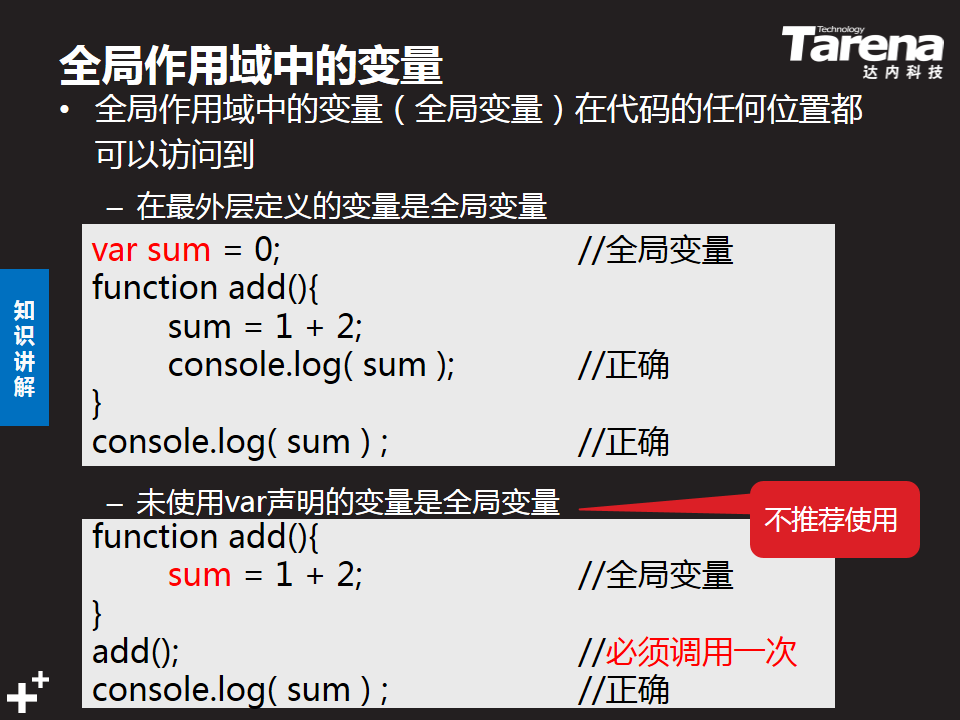 全局作用域中的变量
Technology
Tarena
达内科技
• 全局作用域中的变量（全局变量）在代码的任何位置都
可以访问到
– 在最外层定义的变量是全局变量
var sum = 0; //全局变量
function add(){
sum = 1 + 2;
console.log( sum ); //正确
}
console.log( sum ) ; //正确
知识讲解
– 未使用var声明的变量是全局变量
不推荐使用
function add(){
sum = 1 + 2; //全局变量
}
add(); //必须调用一次
console.log( sum ) ; //正确